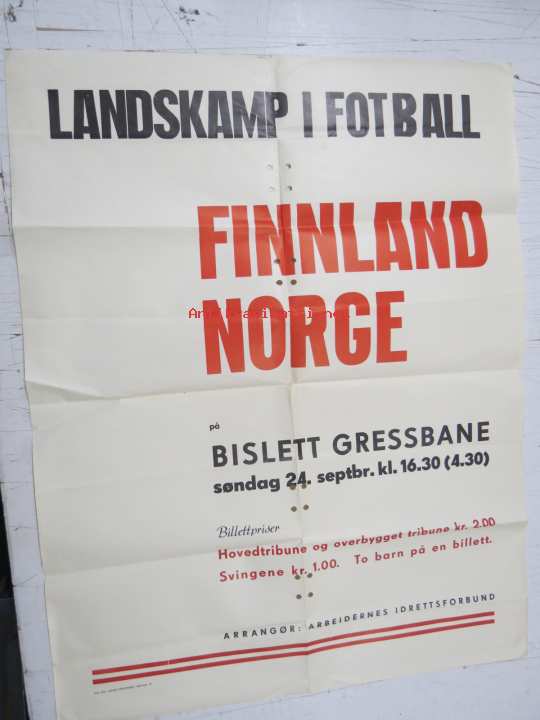 LANDSKAMP I FOTBALL
FINNLAND
NORGE
på
BISLETT GRESSBANE
søndag 24. septbr. kl. 16.30 (4.30)
Billettpriser
Hovedtribune og overbygget tribune kr. 2.00
Svingene kr. 1.00. To barn på en billett.
ARRANGØR: ARBEIDERNES IDRETTSFORBUND